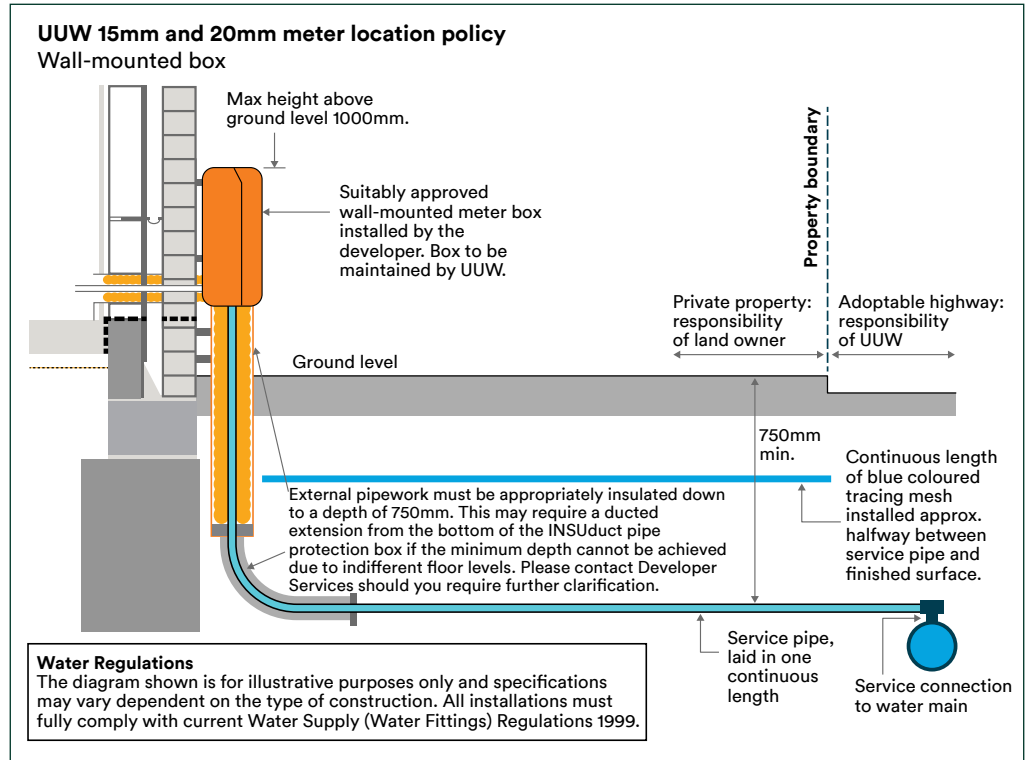 UUW 15mm and 20mm meter location policy
Wall-mounted box
Max height above
ground level 1000mm.
Suitably approved
wall-mounted meter box
installed by the
developer. Box to be
maintained by UUW.
Property boundary
Private property:
responsibility
of land owner
Adoptable highway:
responsibility
of UUW
Ground level
750mm
min.
Continuous length
of blue coloured
tracing mesh
installed approx.
halfway between
service pipe and
finished surface.
External pipework must be appropriately insulated down
to a depth of 750mm. This may require a ducted
extension from the bottom of the INSUduct pipe
protection box if the minimum depth cannot be achieved
due to indifferent floor levels. Please contact Developer
Services should you require further clarification.
Service pipe,
laid in one
continuous
length
Service connection
to water main
Water Regulations
The diagram shown is for illustrative purposes only and specifications
may vary dependent on the type of construction. All installations must
fully comply with current Water Supply (Water Fittings) Regulations 1999.